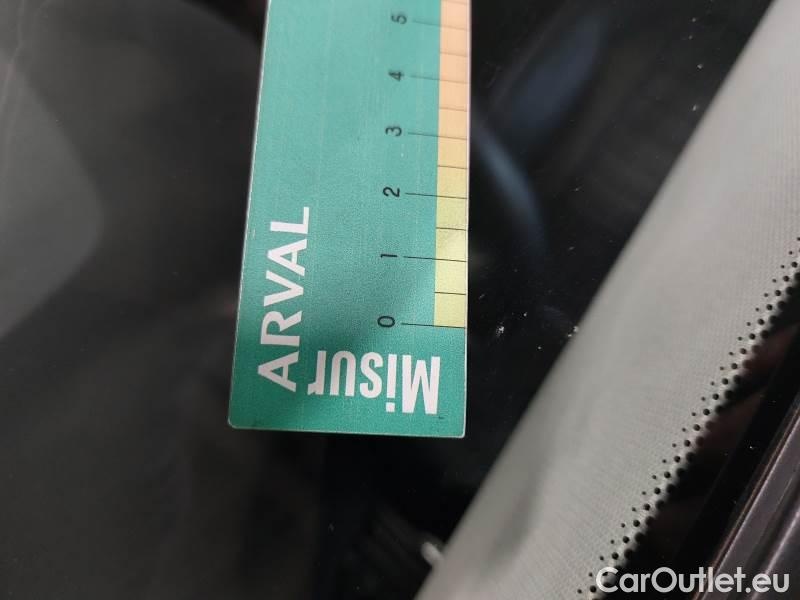 ARVAL
Misur
0 1 2 3 4 5
CarOutlet.eu